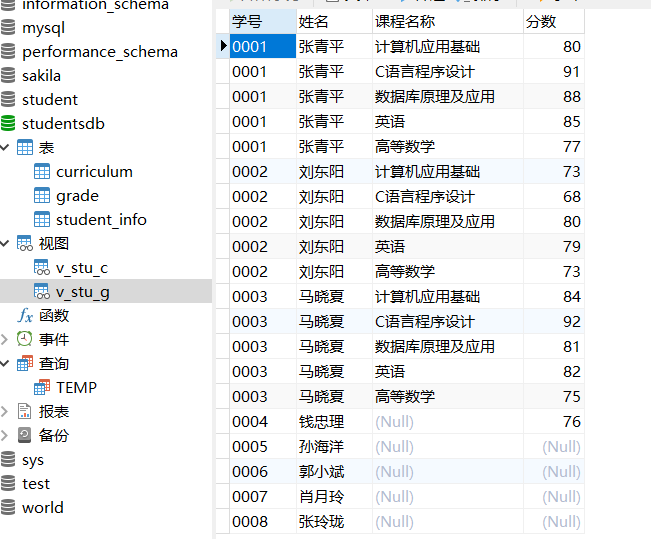 information_schema
mysql
performance_schema
sakila
student
studentsdb
表
curriculum
grade
student_info
视图
v_stu_c
v_stu_g
fx 函数
事件
查询
TEMP
报表
备份
sys
test
world
学号 姓名 课程名称 分数
0001 张青平 计算机应用基础 80
0001 张青平 C语言程序设计 91
0001 张青平 数据库原理及应用 88
0001 张青平 英语 85
0001 张青平 高等数学 77
0002 刘东阳 计算机应用基础 73
0002 刘东阳 C语言程序设计 68
0002 刘东阳 数据库原理及应用 80
0002 刘东阳 英语 79
0002 刘东阳 高等数学 73
0003 马晓夏 计算机应用基础 84
0003 马晓夏 C语言程序设计 92
0003 马晓夏 数据库原理及应用 81
0003 马晓夏 英语 82
0003 马晓夏 高等数学 75
0004 钱忠理 (Null) 76
0005 孙海洋 (Null) (Null)
0006 郭小斌 (Null) (Null)
0007 肖月玲 (Null) (Null)
0008 张玲珑 (Null) (Null)